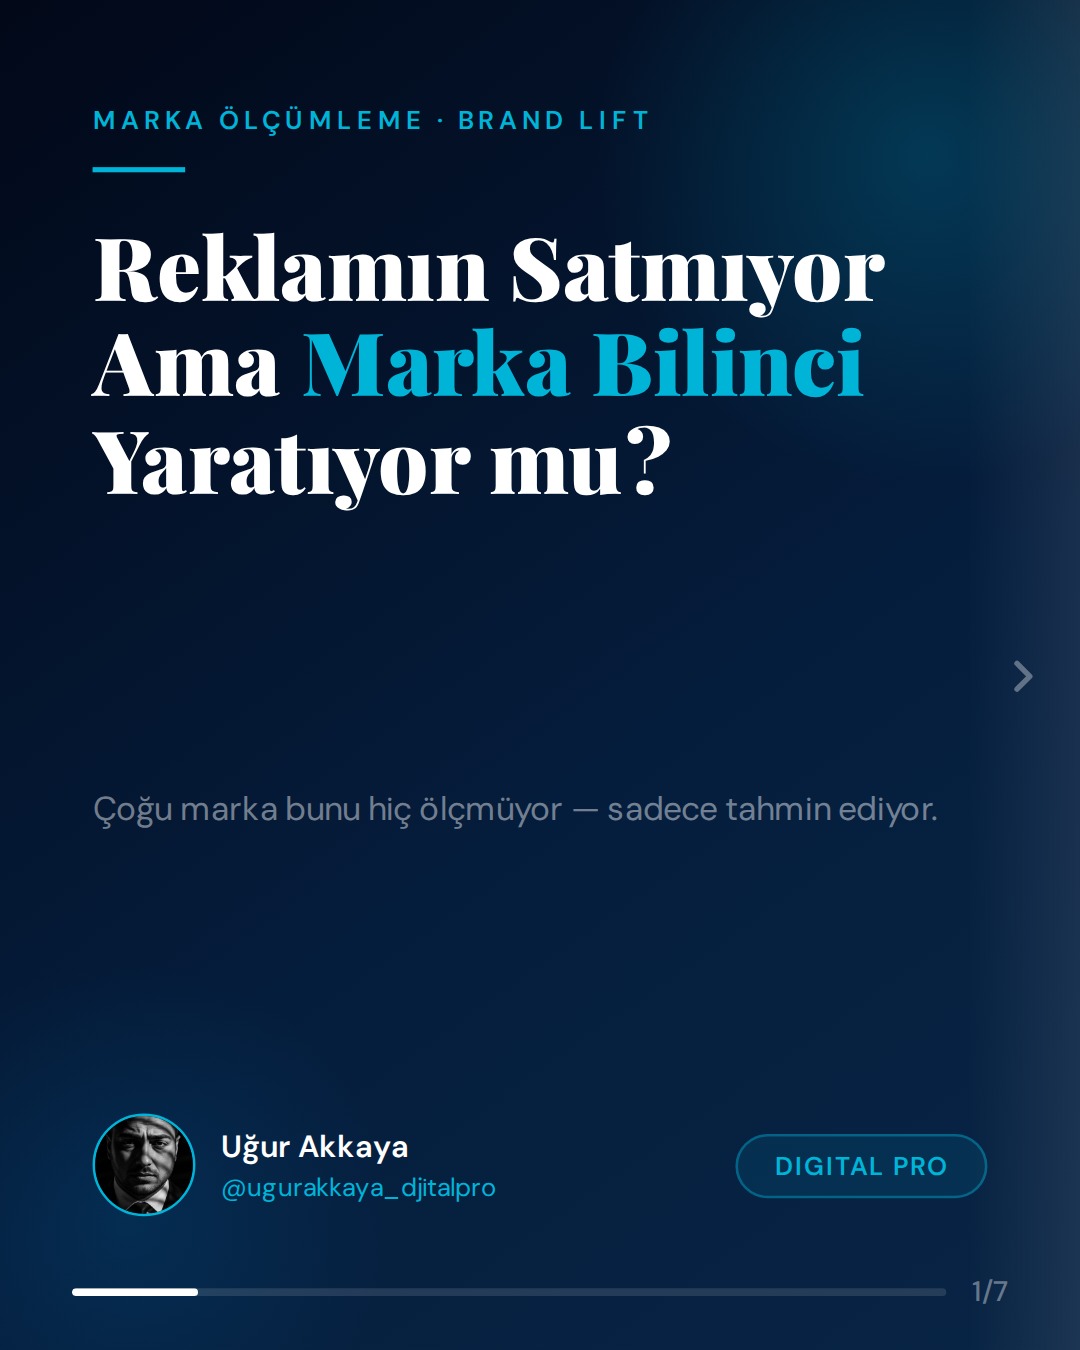 MARKA ÖLÇÜMLEME · BRAND LIFT
Reklamın Satmıyor
Ama Marka Bilinci
Yaratıyor mu?
Çoğu marka bunu hiç ölçmüyor — sadece tahmin ediyor.
Uğur Akkaya
@ugurakkaya_djitalpro
DIGITAL PRO
1/7